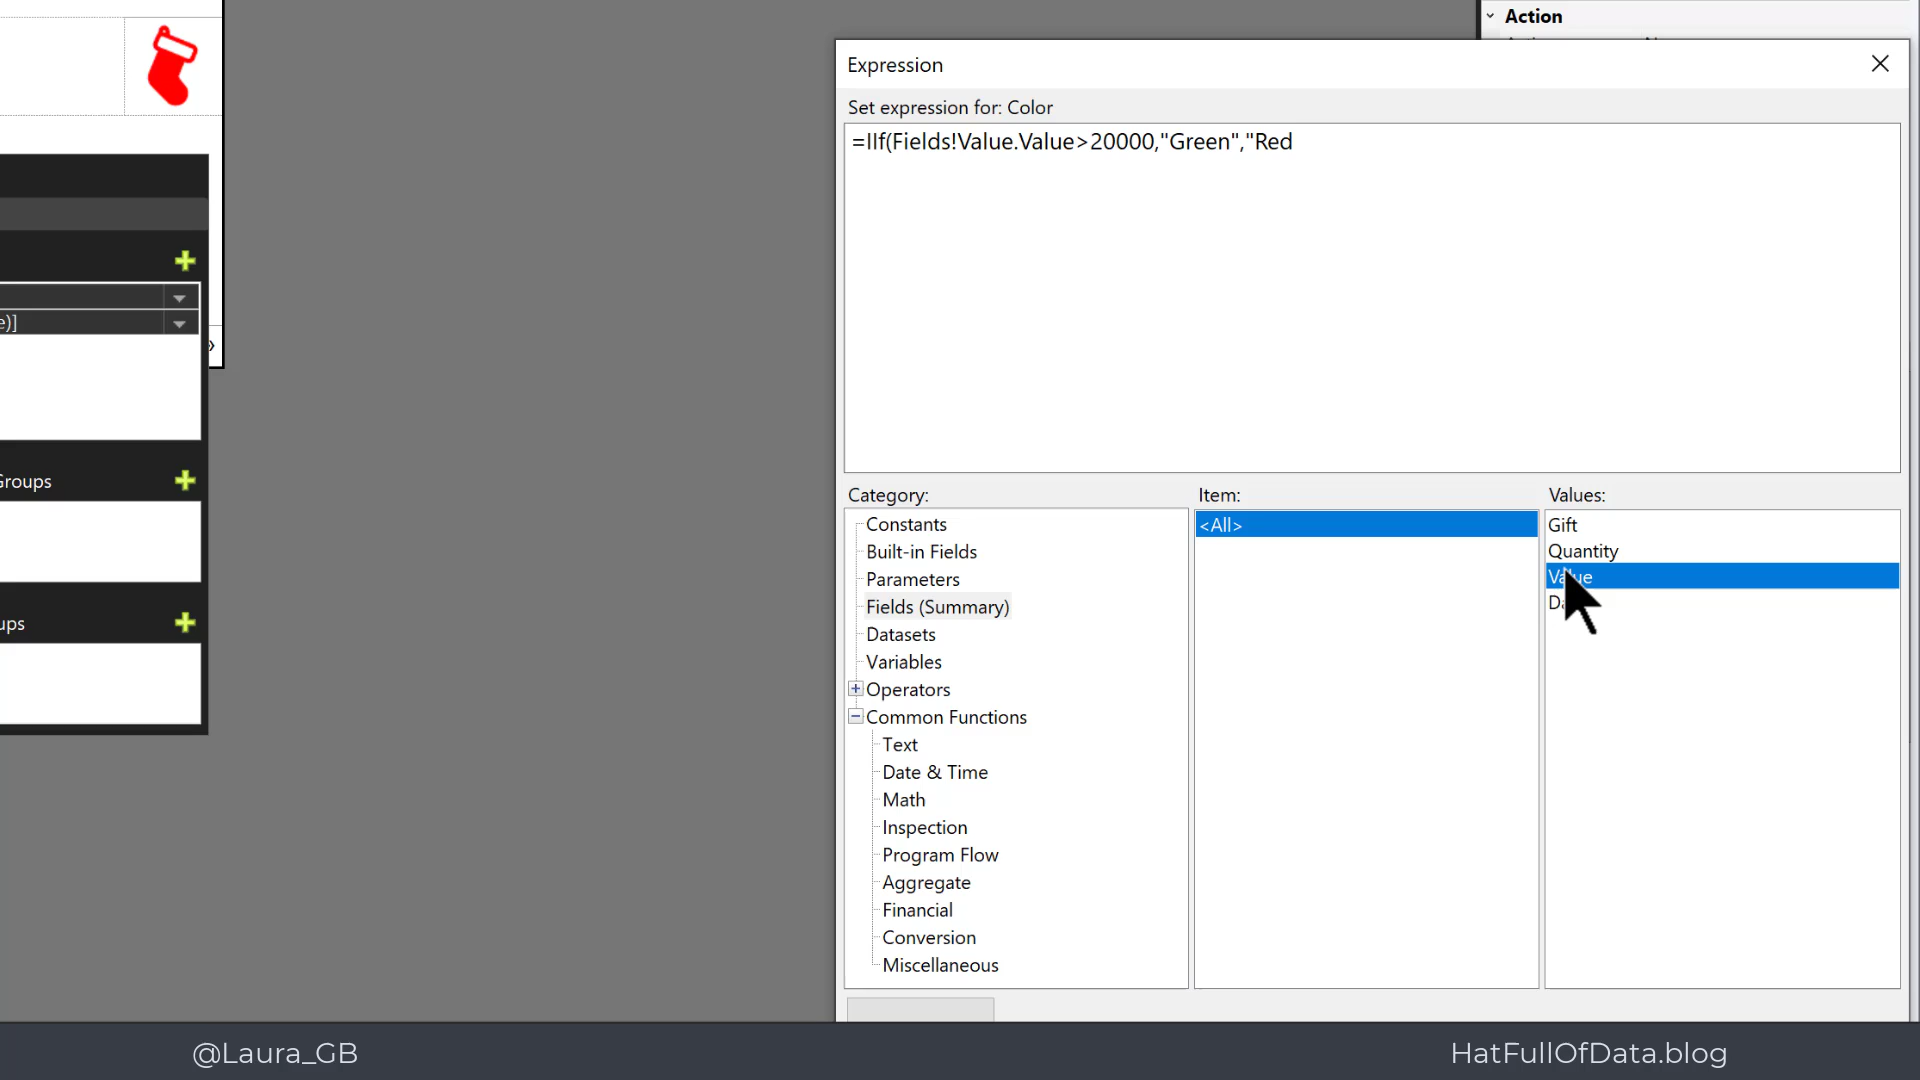 Action
Expression
Set expression for: Color
=IIf(Fields!Value.Value>20000,"Green","Red
e)]
Groups
ups
Category:
Constants
Built-in Fields
Parameters
Fields (Summary)
Datasets
Variables
Operators
Common Functions
Text
Date & Time
Math
Inspection
Program Flow
Aggregate
Financial
Conversion
Miscellaneous
Item:
<All>
Values:
Gift
Quantity
Value
@Laura_GB
HatFullOfData.blog